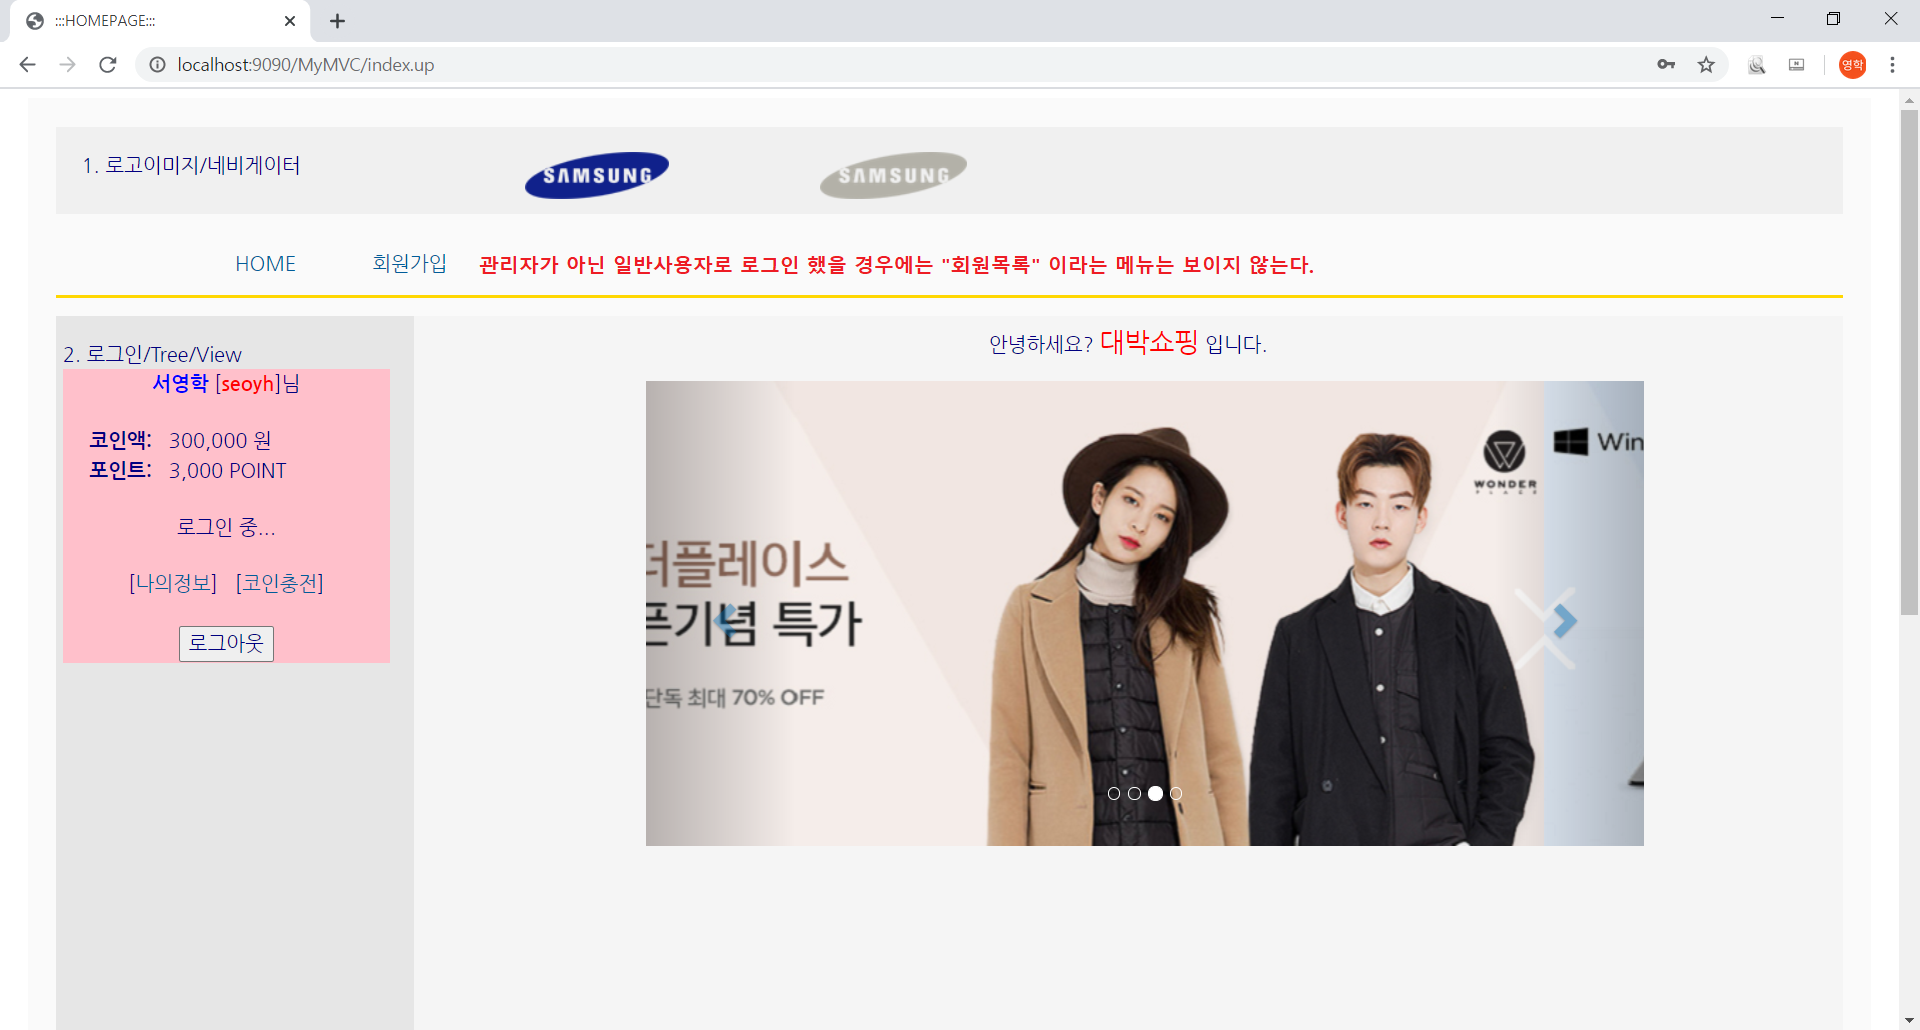 :::HOMEPAGE:::
localhost:9090/MyMVC/index.up
영학
1. 로고이미지/네비게이터
SAMSUNG
SAMSUNG
HOME 회원가입 관리자가 아닌 일반사용자로 로그인 했을 경우에는 "회원목록" 이라는 메뉴는 보이지 않는다.
2. 로그인/Tree/View
서영학 [seoyh]님
코인액: 300,000 원
포인트: 3,000 POINT
로그인 중...
[나의정보] [코인충전]
로그아웃
안녕하세요? 대박쇼핑 입니다.
더플레이스
픈기념 특가
단독 최대 70% OFF
WONDER
PLACE
Win